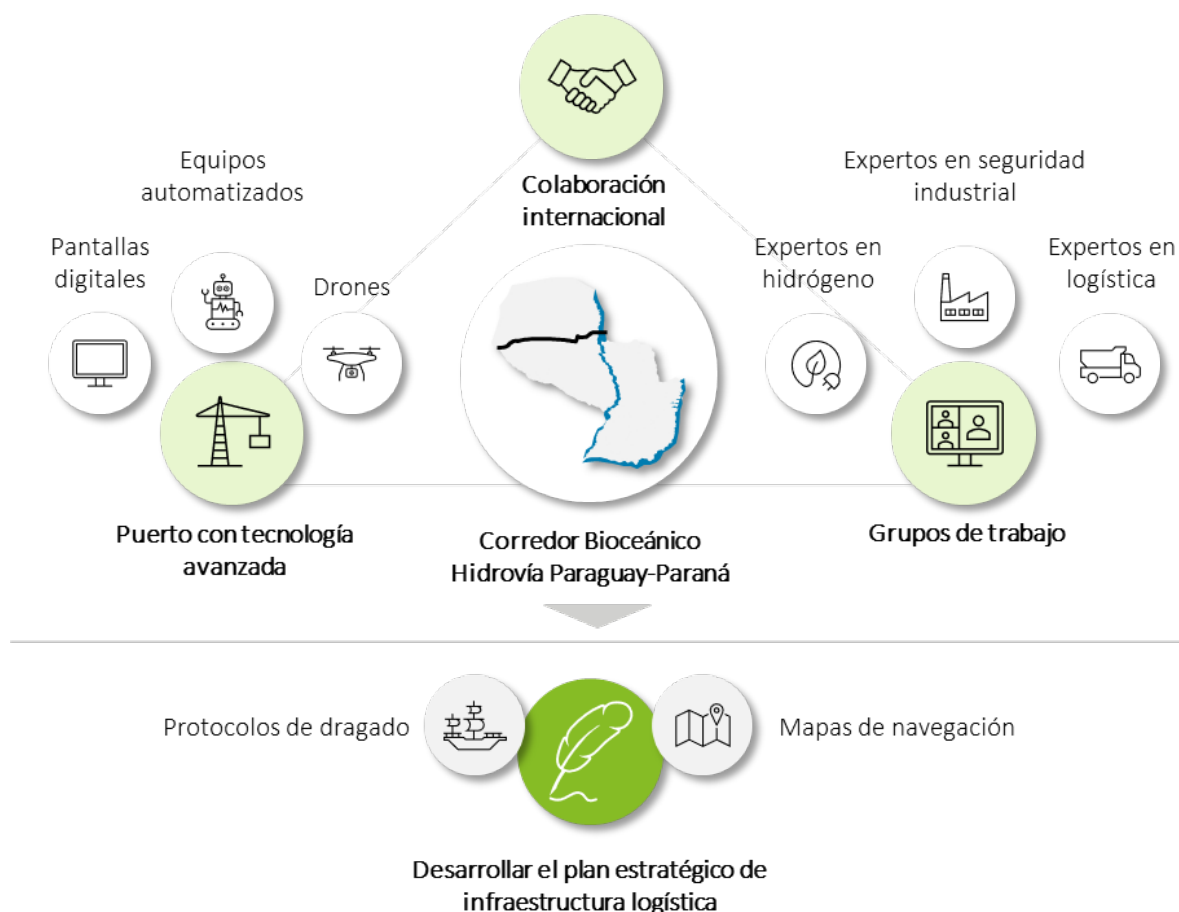 Colaboración
internacional
Equipos
automatizados
Pantallas
digitales
Drones
Puerto con tecnología
avanzada
Expertos en seguridad
industrial
Expertos en
hidrógeno
Expertos en
logística
Grupos de trabajo
Corredor Bioceánico
Hidrovía Paraguay-Paraná
Protocolos de dragado
Mapas de navegación
Desarrollar el plan estratégico de
infraestructura logística